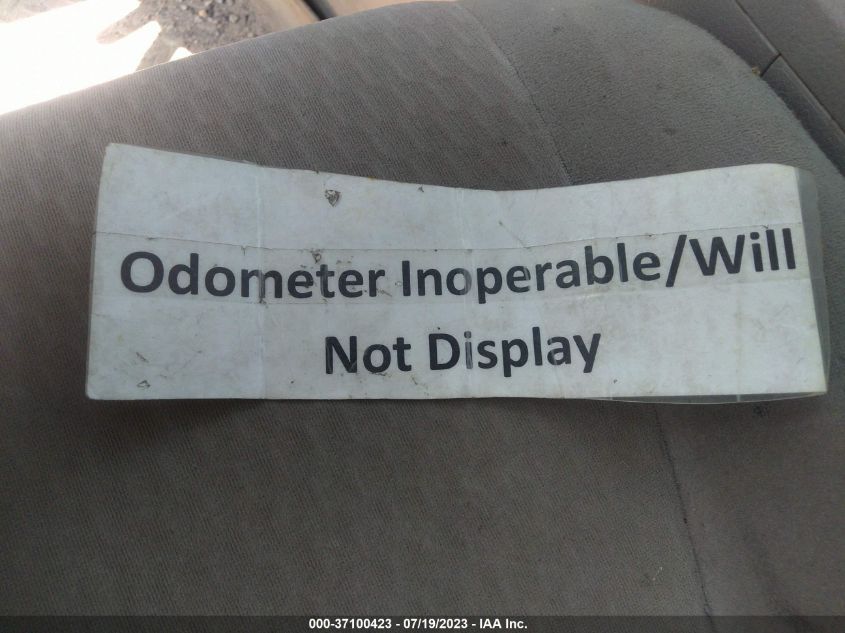 Odometer Inoperable/Will
Not Display
000-37100423 - 07/19/2023 - IAA Inc.